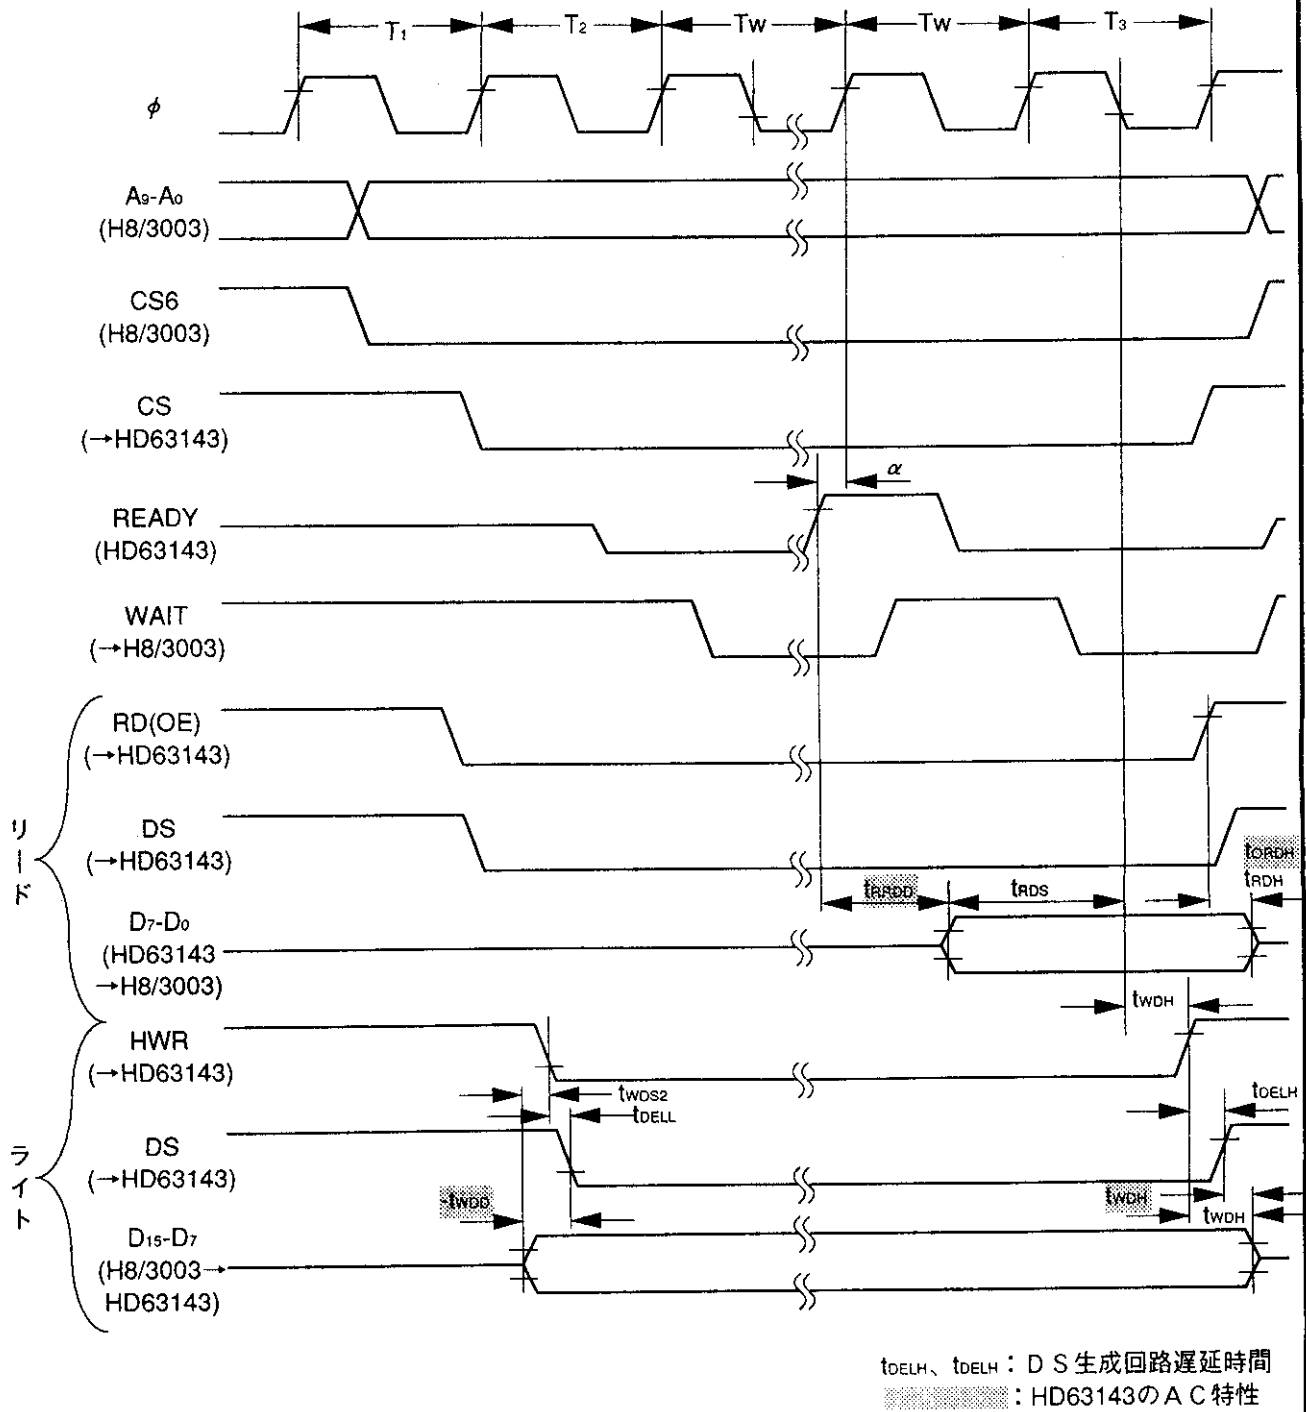 T1 T2 Tw Tw T3
φ
A9-A0
(H8/3003)
CS6
(H8/3003)
CS
(→HD63143)
α
READY
(HD63143)
WAIT
(→H8/3003)
リード
RD(OE)
(→HD63143)
DS
(→HD63143)
tORDH
tRDH
tRRDD tRDS
D7-D0
(HD63143
→H8/3003)
tWDH
ライト
HWR
(→HD63143)
tWDS2
tDELL
tDELH
DS
(→HD63143)
-tWDD
tWDH
tWDH
D15-D7
(H8/3003→
HD63143)
tDELH、tDELH：DS生成回路遅延時間
：HD63143のAC特性